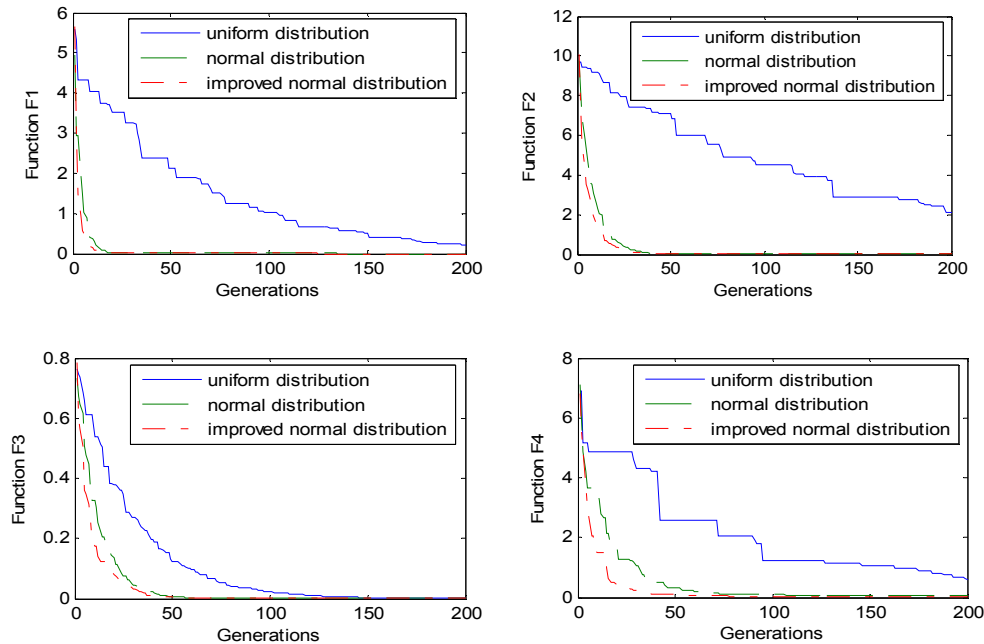 6
5
4
3
2
1
0
Function F1
uniform distribution
normal distribution
improved normal distribution
0 50 100 150 200
Generations
12
10
8
6
4
2
0
Function F2
uniform distribution
normal distribution
improved normal distribution
0 50 100 150 200
Generations
0.8
0.6
0.4
0.2
0
Function F3
uniform distribution
normal distribution
improved normal distribution
0 50 100 150 200
Generations
8
6
4
2
0
Function F4
uniform distribution
normal distribution
improved normal distribution
0 50 100 150 200
Generations